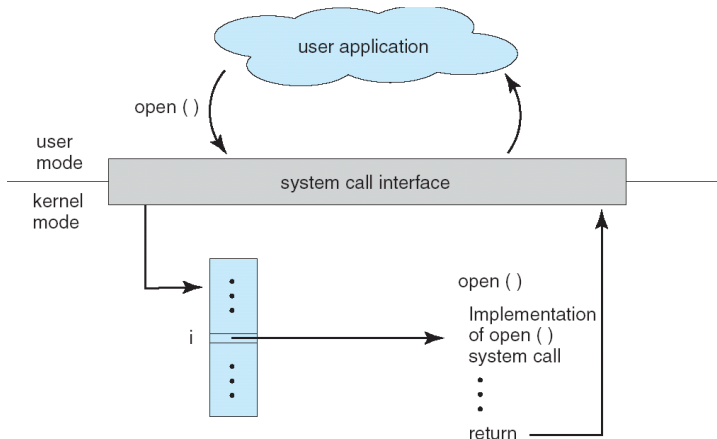 user application
open ( )
user
mode
system call interface
kernel
mode
open ( )
i
Implementation
of open ( )
system call
return